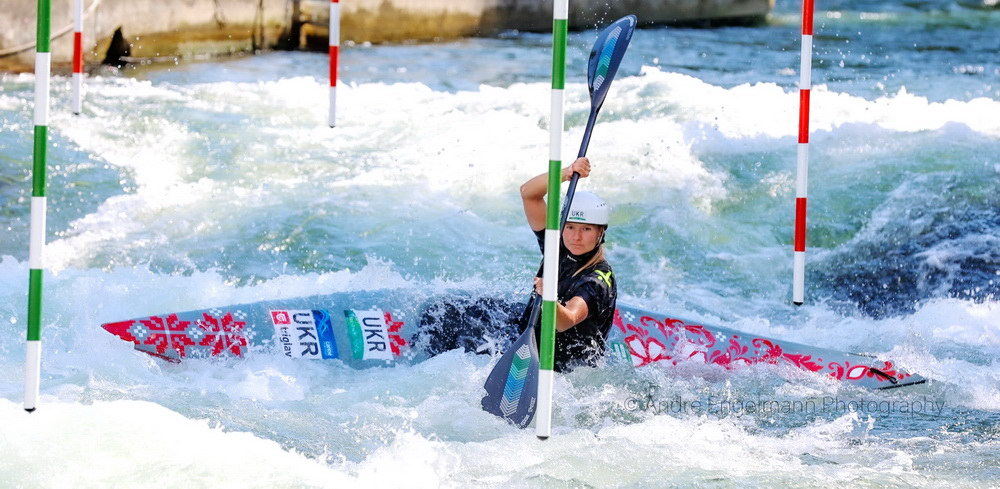 UKR
triglav
UKR
UKR
© Andre Engelmann Photography